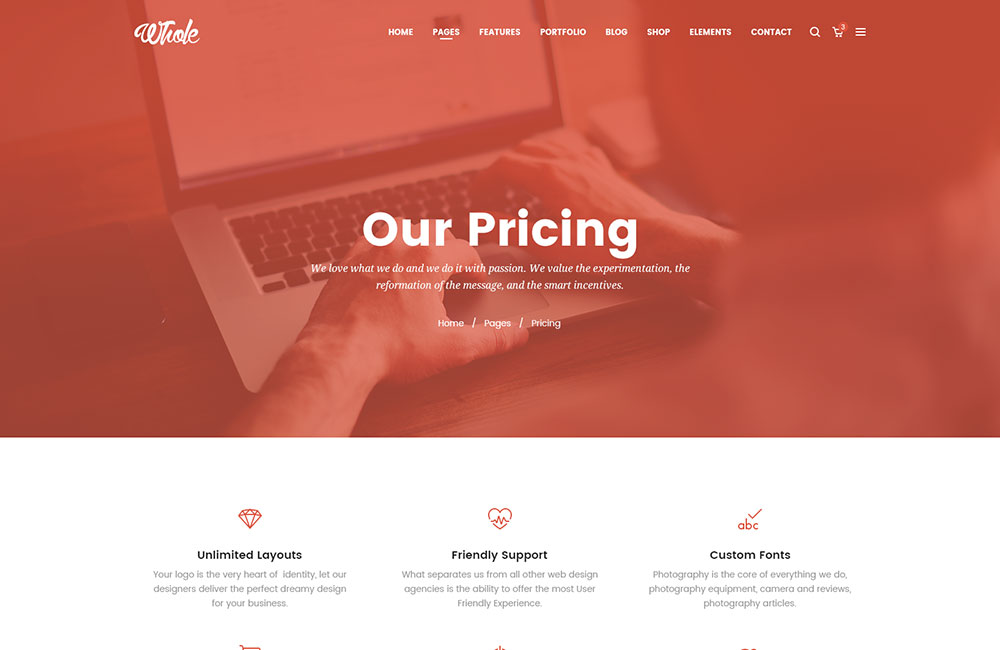 Whole
HOME PAGES FEATURES PORTFOLIO BLOG SHOP ELEMENTS CONTACT 3
Our Pricing
We love what we do and we do it with passion. We value the experimentation, the
reformation of the message, and the smart incentives.
Home / Pages / Pricing
abc
Unlimited Layouts
Your logo is the very heart of identity, let our
designers deliver the perfect dreamy design
for your business.
Friendly Support
What separates us from all other web design
agencies is the ability to offer the most User
Friendly Experience.
Custom Fonts
Photography is the core of everything we do,
photography equipment, camera and reviews,
photography articles.